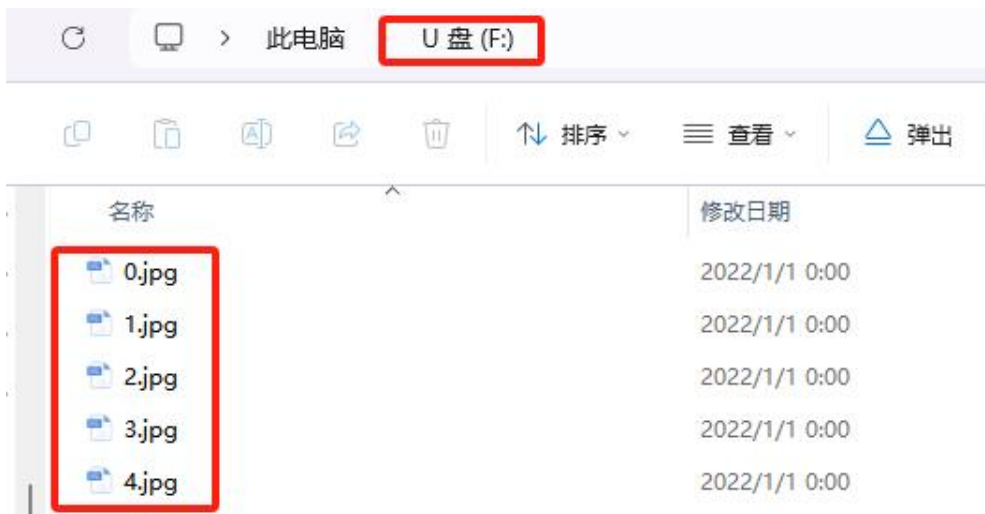 此电脑 U 盘 (F:)
排序 查看 弹出
名称 修改日期
0.jpg 2022/1/1 0:00
1.jpg 2022/1/1 0:00
2.jpg 2022/1/1 0:00
3.jpg 2022/1/1 0:00
4.jpg 2022/1/1 0:00